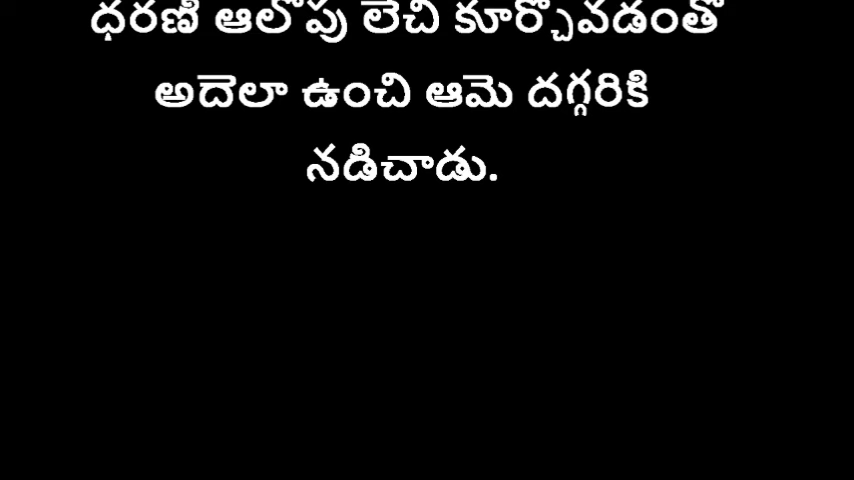 ధరణి ఆలోపు లేచి కూర్చోవడంతో
అదెలా ఉంచి ఆమె దగ్గరికి
నడిచాడు.